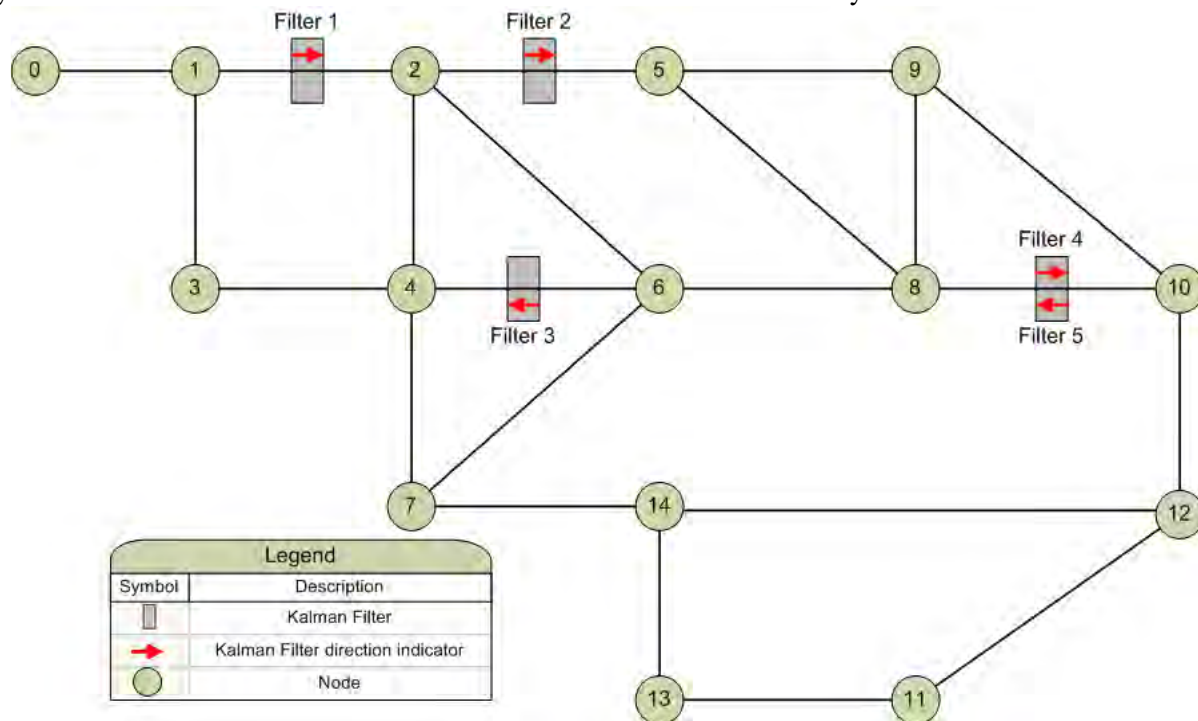 Filter 1
Filter 2
0
1
2
5
9
Filter 4
3
4
6
8
10
Filter 3
Filter 5
7
14
12
Legend
Symbol
Description
Kalman Filter
Kalman Filter direction indicator
Node
13
11